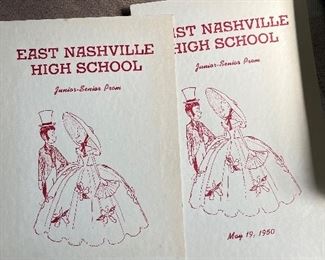 EAST NASHVILLE
HIGH SCHOOL
Junior-Senior Prom
EAST NASHVILLE
HIGH SCHOOL
Junior-Senior Prom
May 19, 1950